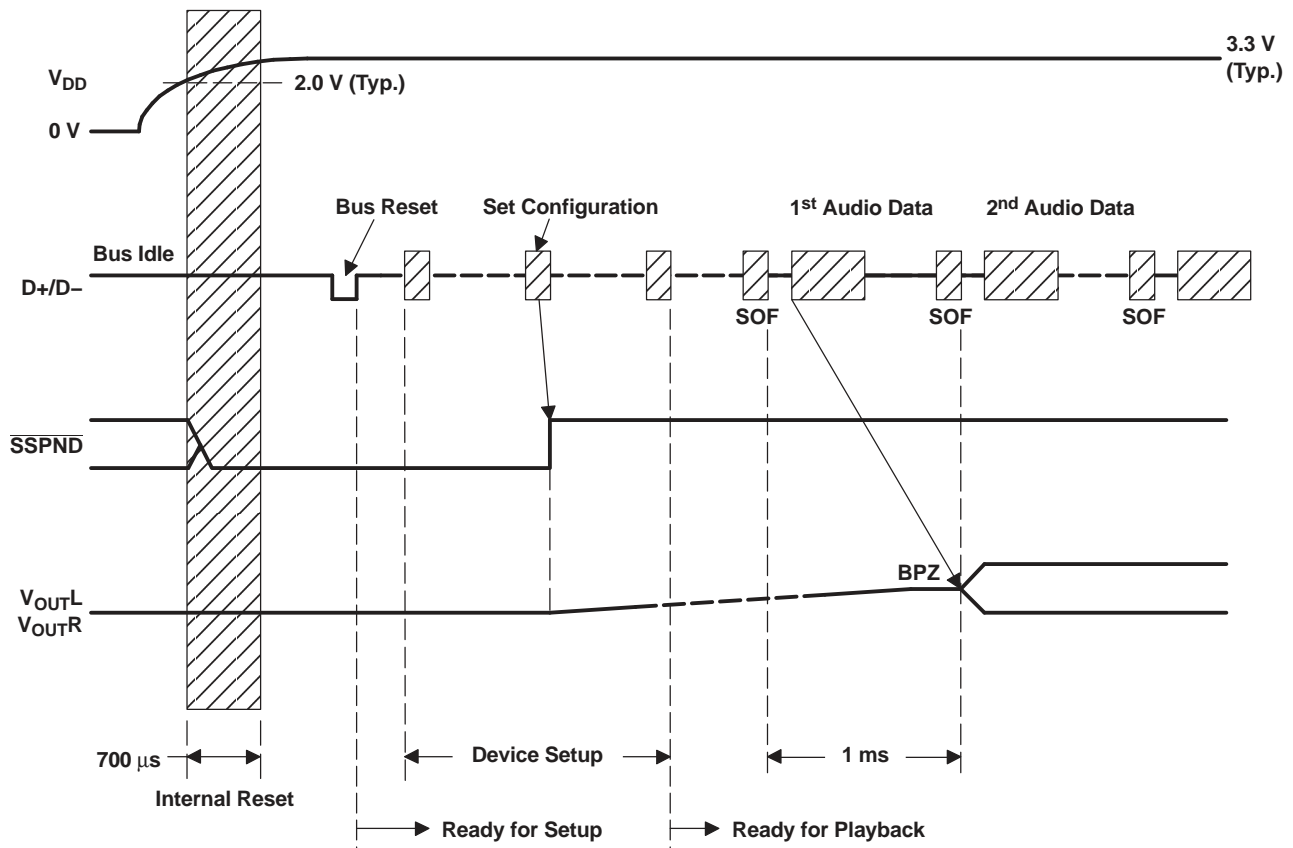 3.3 V
(Typ.)
VDD
2.0 V (Typ.)
0 V
Bus Reset
Set Configuration
1st Audio Data
2nd Audio Data
Bus Idle
D+/D–
SOF
SOF
SOF
SSPND
BPZ
VOUTL
VOUTR
700 μs
Device Setup
1 ms
Internal Reset
Ready for Setup
Ready for Playback